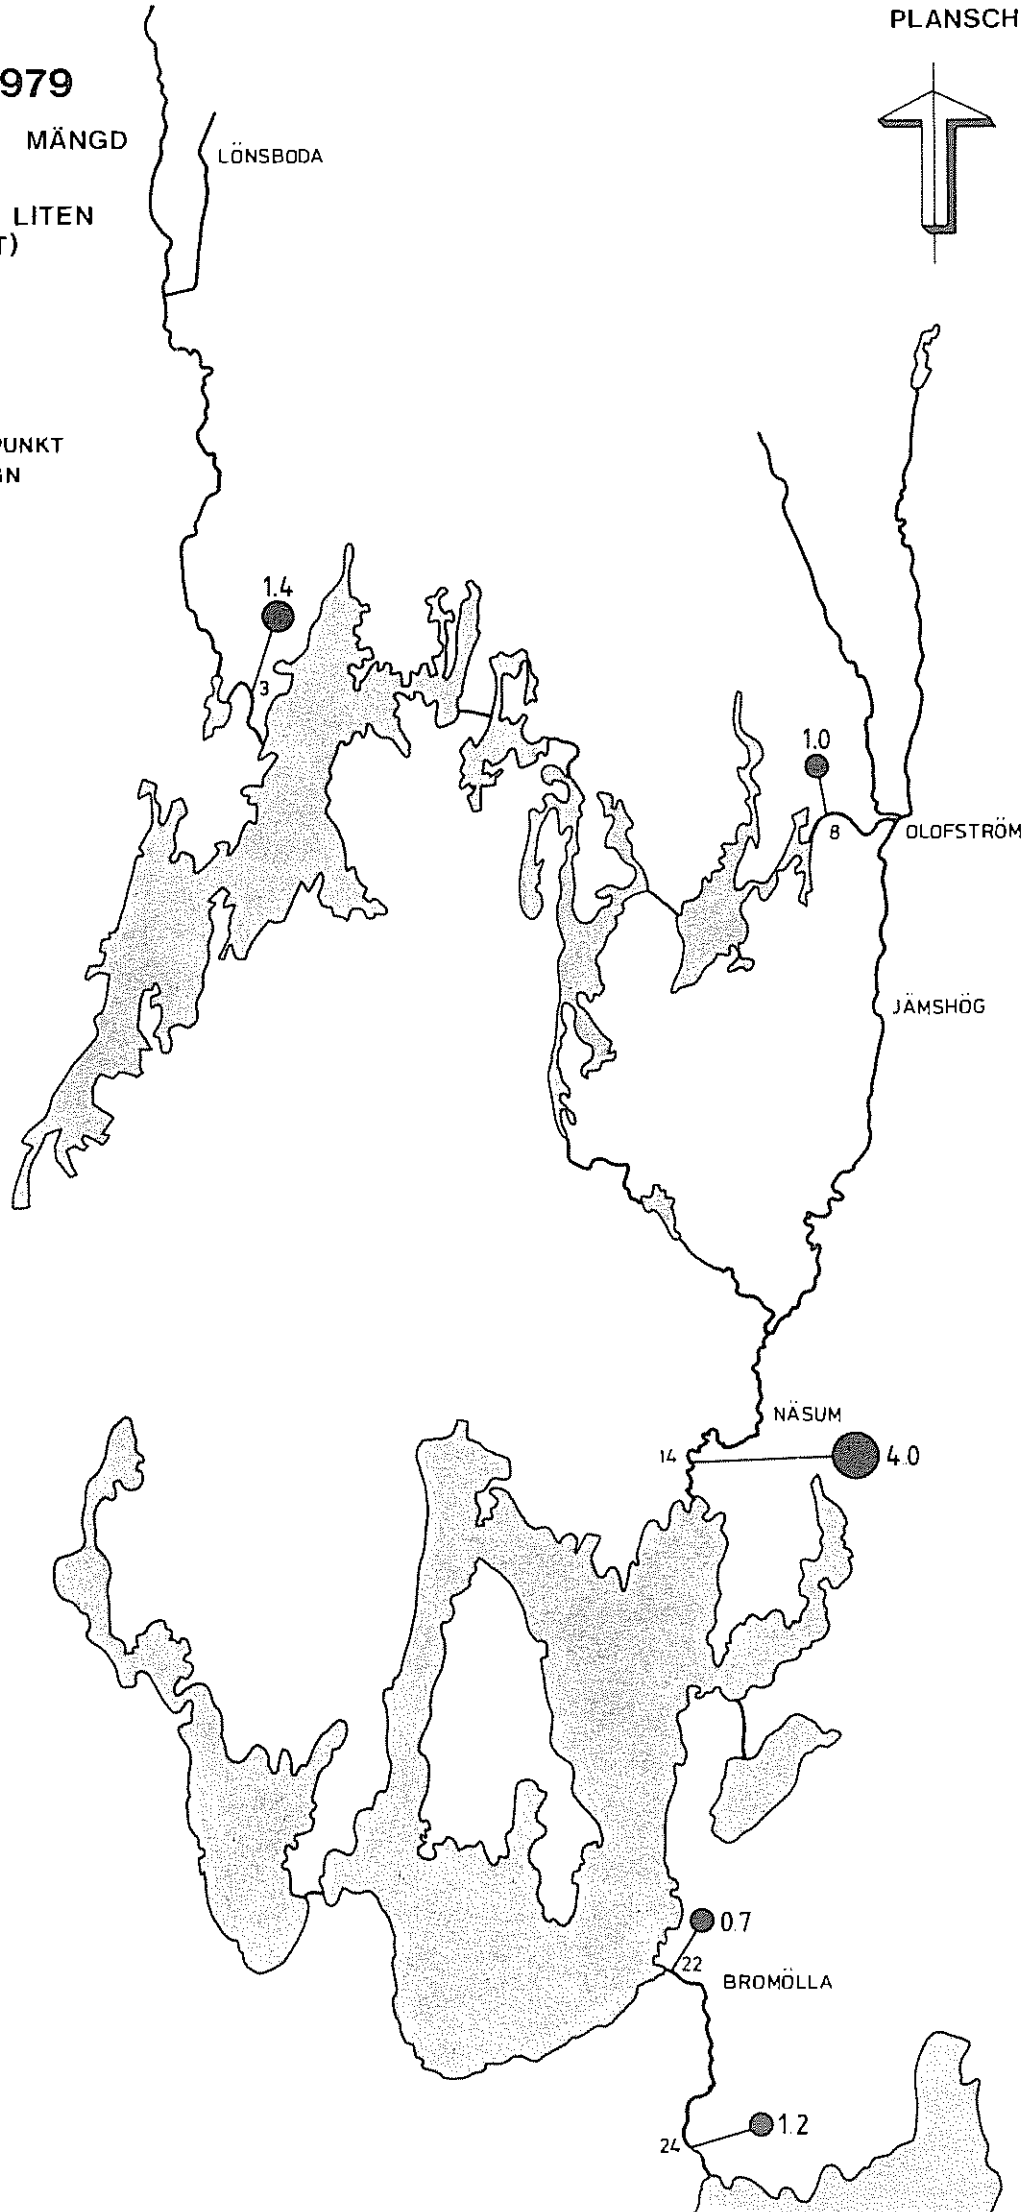 PLANSCH
979
MÄNGD
LÖNSBODA
LITEN
T)
PUNKT
GN
1.4
3
1.0
8
OLOFSTRÖM
JÄMSHÖG
NÄSUM
14
4.0
0.7
22
BROMÖLLA
1.2
24